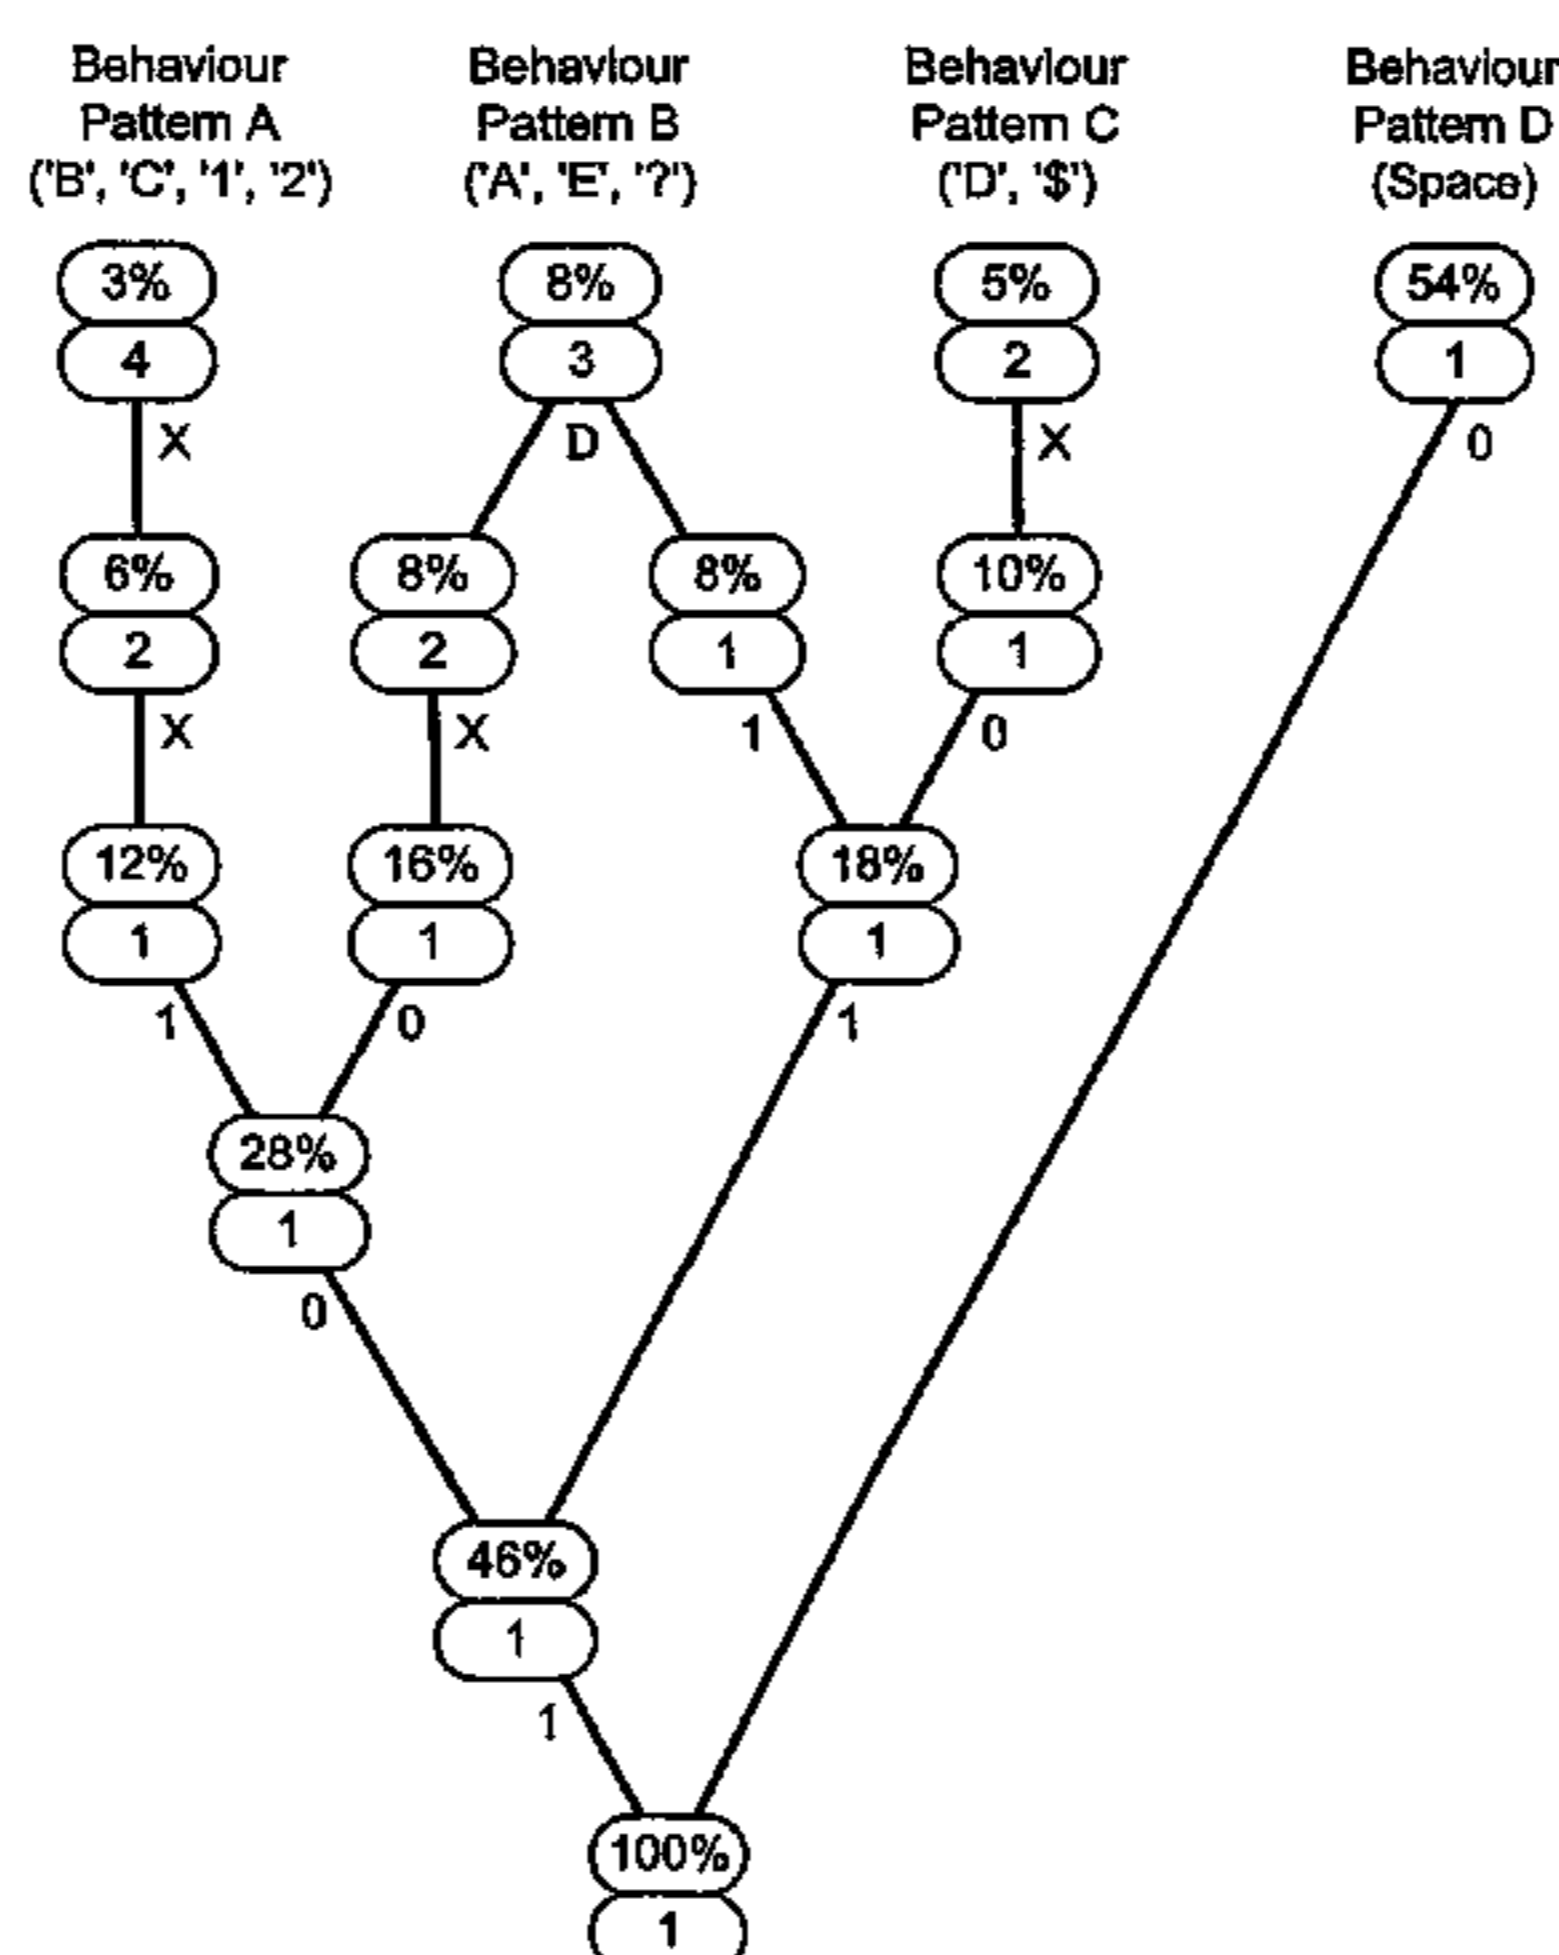 Behaviour
Pattern A
('B', 'C', '1', '2')
Behaviour
Pattern B
('A', 'E', '?')
Behaviour
Pattern C
('D', '$')
Behaviour
Pattern D
(Space)
3%
4
8%
3
5%
2
54%
1
X
D
X
0
6%
2
8%
2
8%
1
10%
1
X
X
1
0
12%
1
16%
1
18%
1
1
0
1
28%
1
0
46%
1
1
100%
1